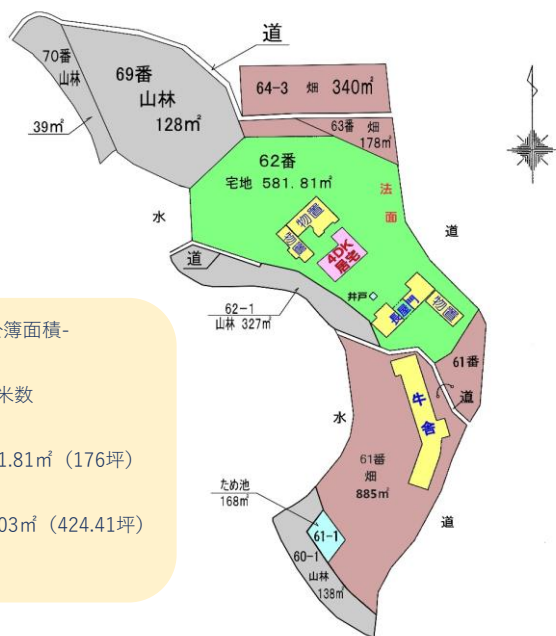 道
70番
山林
69番
山林
128㎡
39㎡
64-3 畑 340㎡
63番 畑
178㎡
62番
宅地 581.81㎡
法面
水
道
物置
物置
4DK
居宅
道
井戸
長屋門
物置
62-1
山林 327㎡
61番
道
水
牛舎
簿面積-
米数
1.81㎡（176坪）
03㎡（424.41坪）
61番
畑
885㎡
ため池
168㎡
道
61-1
60-1
山林
138㎡